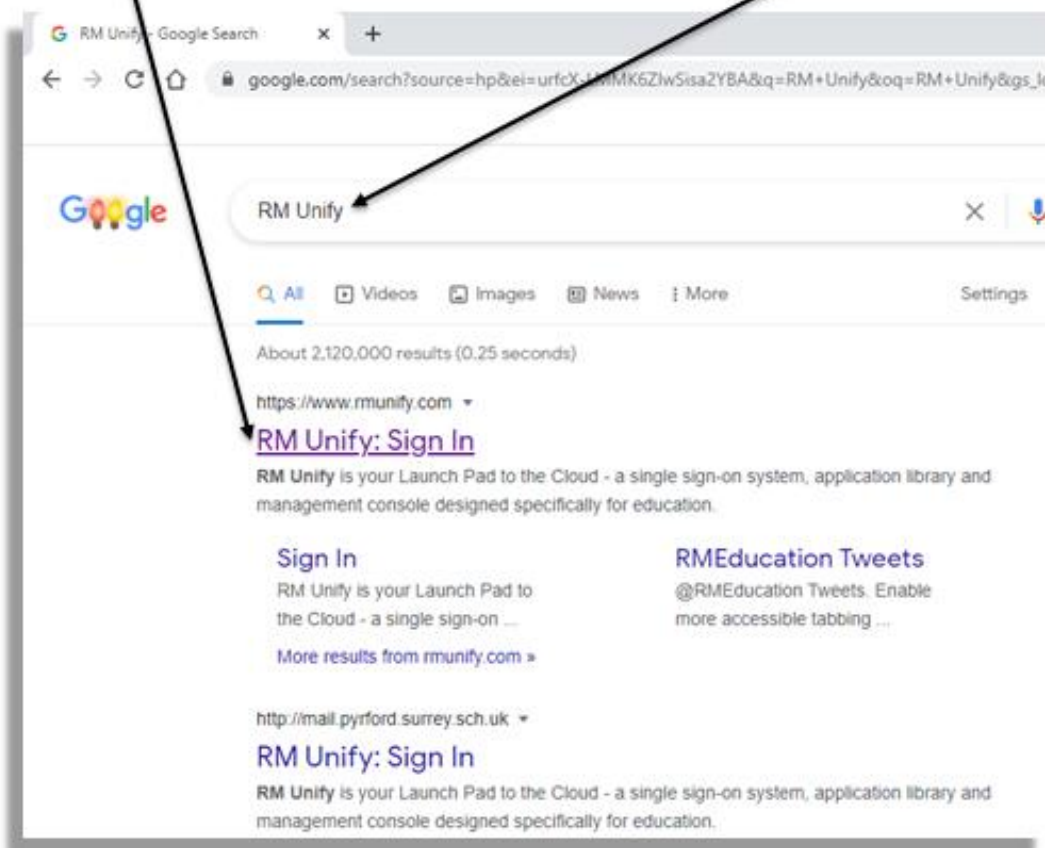 RM Unify - Google Search
google.com/search?source=hp&ei=urfcX-
RM+Unify&oq=RM+Unify&gs_l
Google
RM Unify
All Videos Images News More Settings
About 2,120,000 results (0.25 seconds)
https://www.rmunify.com
RM Unify: Sign In
RM Unify is your Launch Pad to the Cloud - a single sign-on system, application library and
management console designed specifically for education.
Sign In
RM Unify is your Launch Pad to
the Cloud - a single sign-on ...
More results from rmunify.com »
RMEducation Tweets
@RMEducation Tweets. Enable
more accessible tabbing ...
http://mail.pyrford.surrey.sch.uk
RM Unify: Sign In
RM Unify is your Launch Pad to the Cloud - a single sign-on system, application library and
management console designed specifically for education.